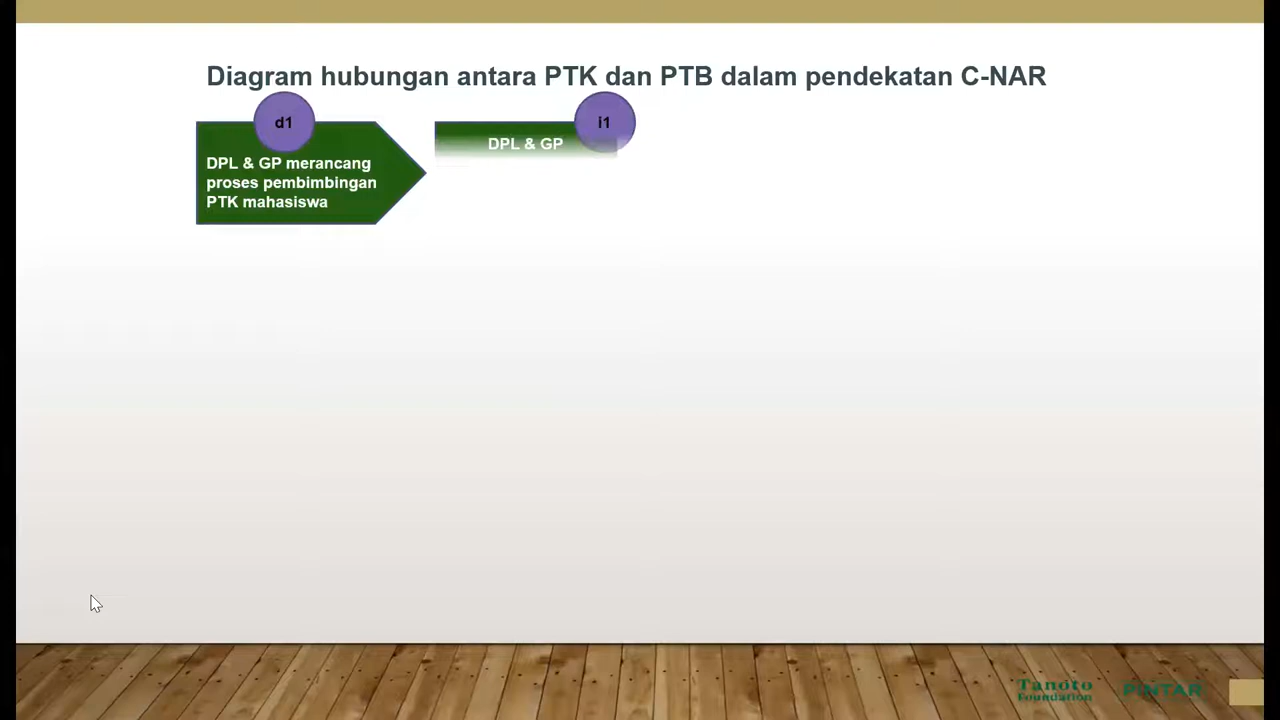 Diagram hubungan antara PTK dan PTB dalam pendekatan C-NAR
d1
DPL & GP merancang
proses pembimbingan
PTK mahasiswa
i1
DPL & GP
Tanoto
Foundation
PINTAR